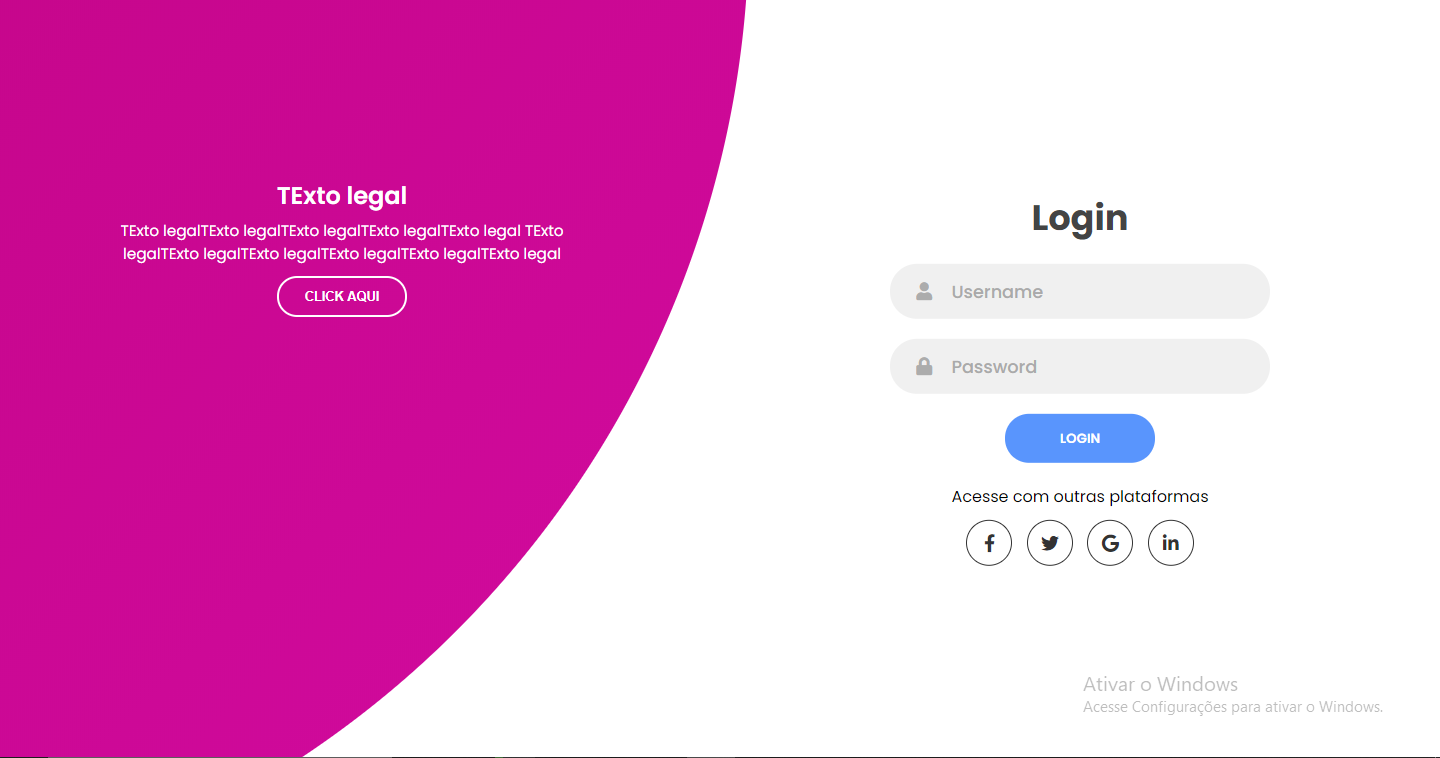 TExto legal
TExto legalTExto legalTExto legalTExto legalTExto legal TExto
legalTExto legalTExto legalTExto legalTExto legalTExto legal
CLICK AQUI
Login
Username
Password
LOGIN
Acesse com outras plataformas
Ativar o Windows
Acesse Configurações para ativar o Windows.